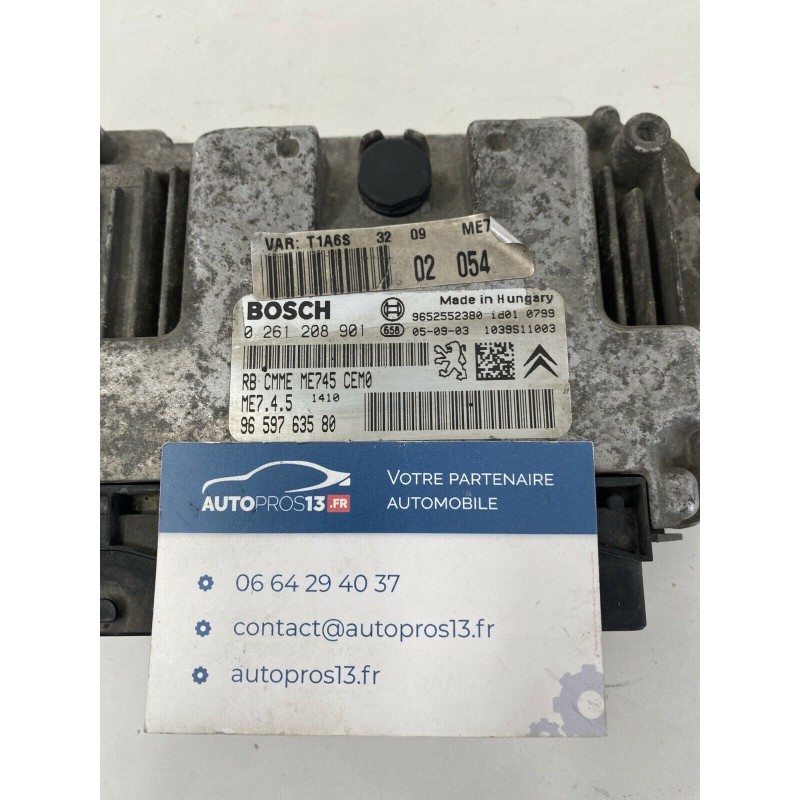 VAR: T1A6S 32 09 ME7
02 054
BOSCH Made in Hungary
9652552380 1d01 0799
0 261 208 901 658 05-09-03 1039S11003
RB CMME ME745 CEM0
ME7.4.5 1410
96 597 635 80
AUTOPROS13.FR
VOTRE PARTENAIRE
AUTOMOBILE
06 64 29 40 37
contact@autopros13.fr
autopros13.fr